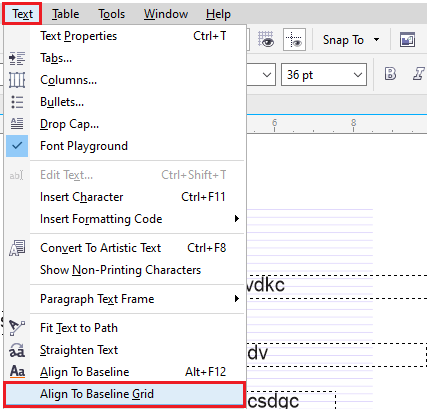 Text Table Tools Window Help
Text Properties Ctrl+T
Tabs...
Columns...
Bullets...
Drop Cap...
Font Playground
Edit Text... Ctrl+Shift+T
Insert Character Ctrl+F11
Insert Formatting Code
Convert To Artistic Text Ctrl+F8
Show Non-Printing Characters
Paragraph Text Frame
Fit Text to Path
Straighten Text
Align To Baseline Alt+F12
Align To Baseline Grid
Snap To
36 pt
B I
6 8
vdkc
dv
csdgc